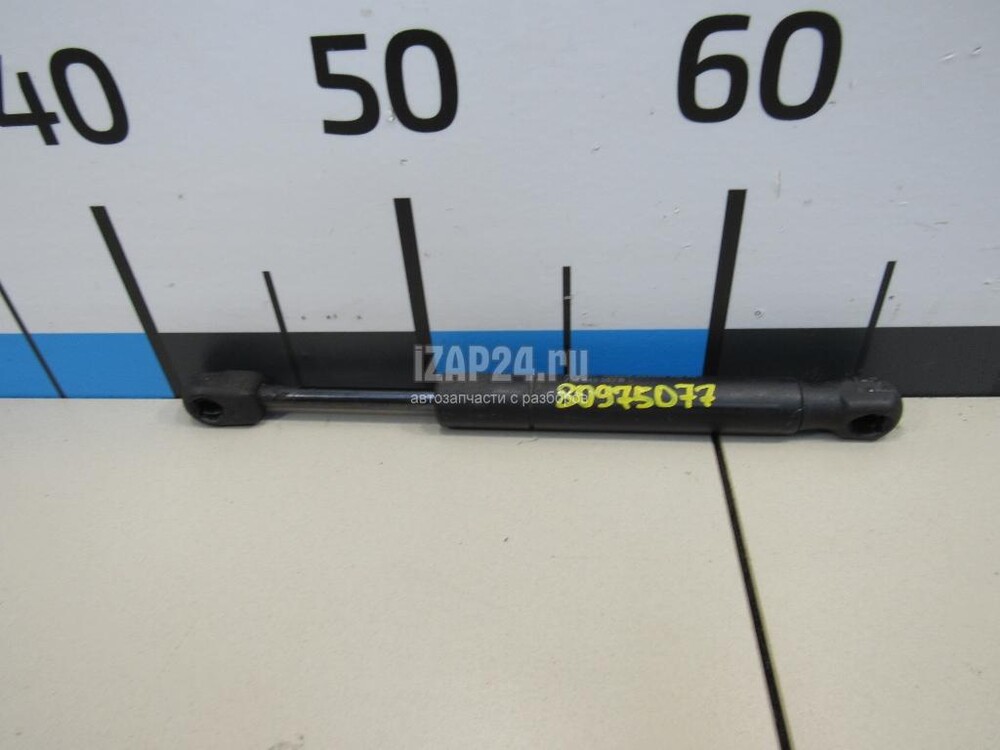 40 50 60
iZAP24.ru
автозапчасти с разборов
80975077